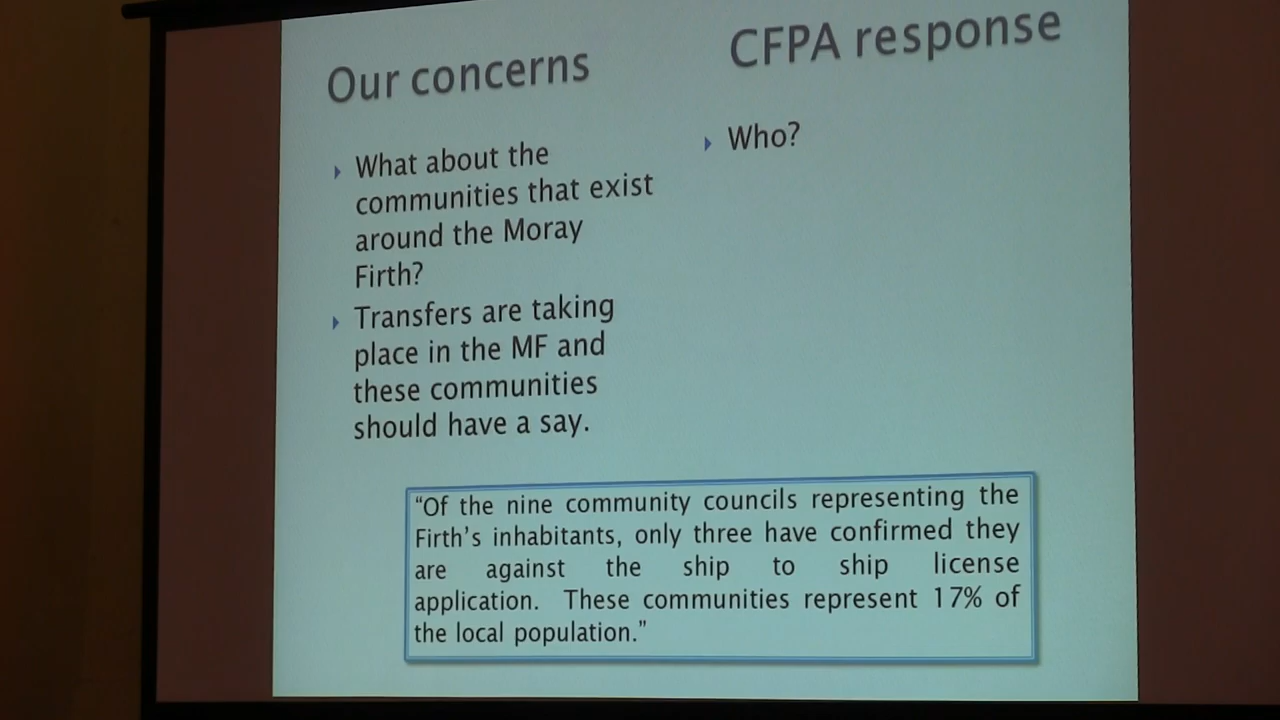 Our concerns
CFPA response
What about the
communities that exist
around the Moray
Firth?
Transfers are taking
place in the MF and
these communities
should have a say.
Who?
“Of the nine community councils representing the
Firth’s inhabitants, only three have confirmed they
are against the ship to ship license
application. These communities represent 17% of
the local population.”